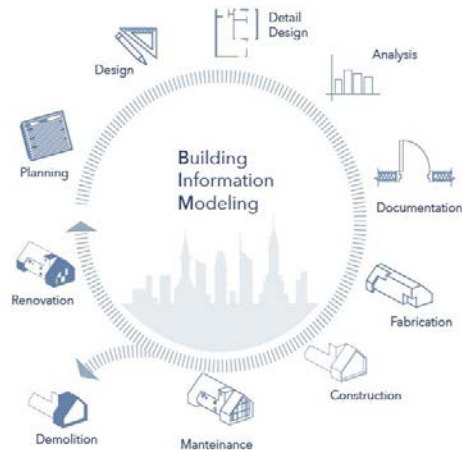 Detail
Design
Design
Analysis
Planning
Building
Information
Modeling
Documentation
Renovation
Fabrication
Construction
Demolition
Manteinance